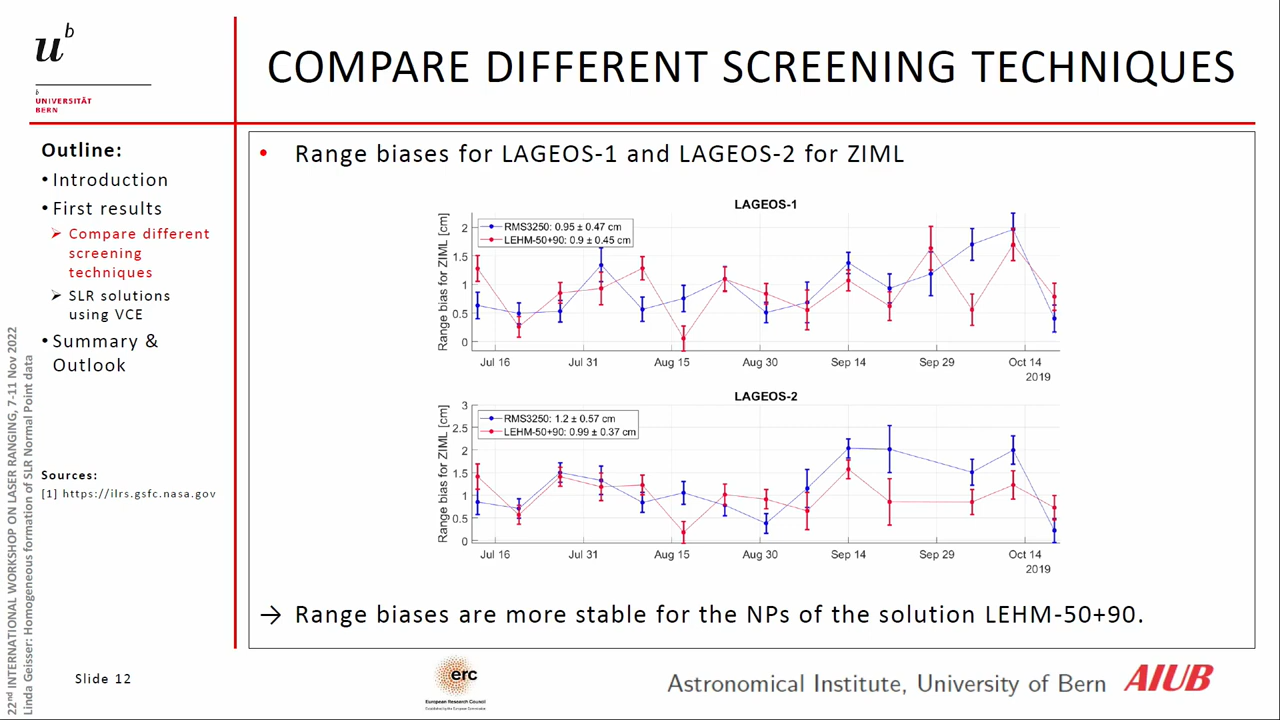 u b
b
UNIVERSITÄT
BERN
COMPARE DIFFERENT SCREENING TECHNIQUES
Outline:
• Introduction
• First results
➢ Compare different
screening
techniques
➢ SLR solutions
using VCE
• Summary &
Outlook
Sources:
[1] https://ilrs.gsfc.nasa.gov
22nd INTERNATIONAL WORKSHOP ON LASER RANGING, 7-11 Nov 2022
Linda Geisser: Homogeneous formation of SLR Normal Point data
• Range biases for LAGEOS-1 and LAGEOS-2 for ZIML
LAGEOS-1
Range bias for ZIML [cm]
2
1.5
1
0.5
0
RMS3250: 0.95 ± 0.47 cm
LEHM-50+90: 0.9 ± 0.45 cm
Jul 16 Jul 31 Aug 15 Aug 30 Sep 14 Sep 29 Oct 14
2019
LAGEOS-2
Range bias for ZIML [cm]
3
2.5
2
1.5
1
0.5
0
RMS3250: 1.2 ± 0.57 cm
LEHM-50+90: 0.99 ± 0.37 cm
Jul 16 Jul 31 Aug 15 Aug 30 Sep 14 Sep 29 Oct 14
2019
→ Range biases are more stable for the NPs of the solution LEHM-50+90.
Slide 12
erc
European Research Council
Established by the European Commission
Astronomical Institute, University of Bern AIUB